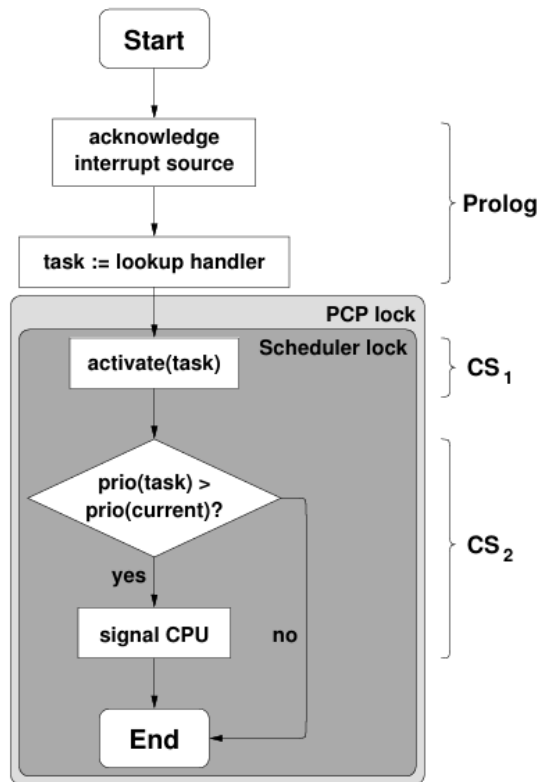 Start
acknowledge
interrupt source
Prolog
task := lookup handler
PCP lock
Scheduler lock
activate(task)
CS1
prio(task) >
prio(current)?
CS2
yes
signal CPU
no
End